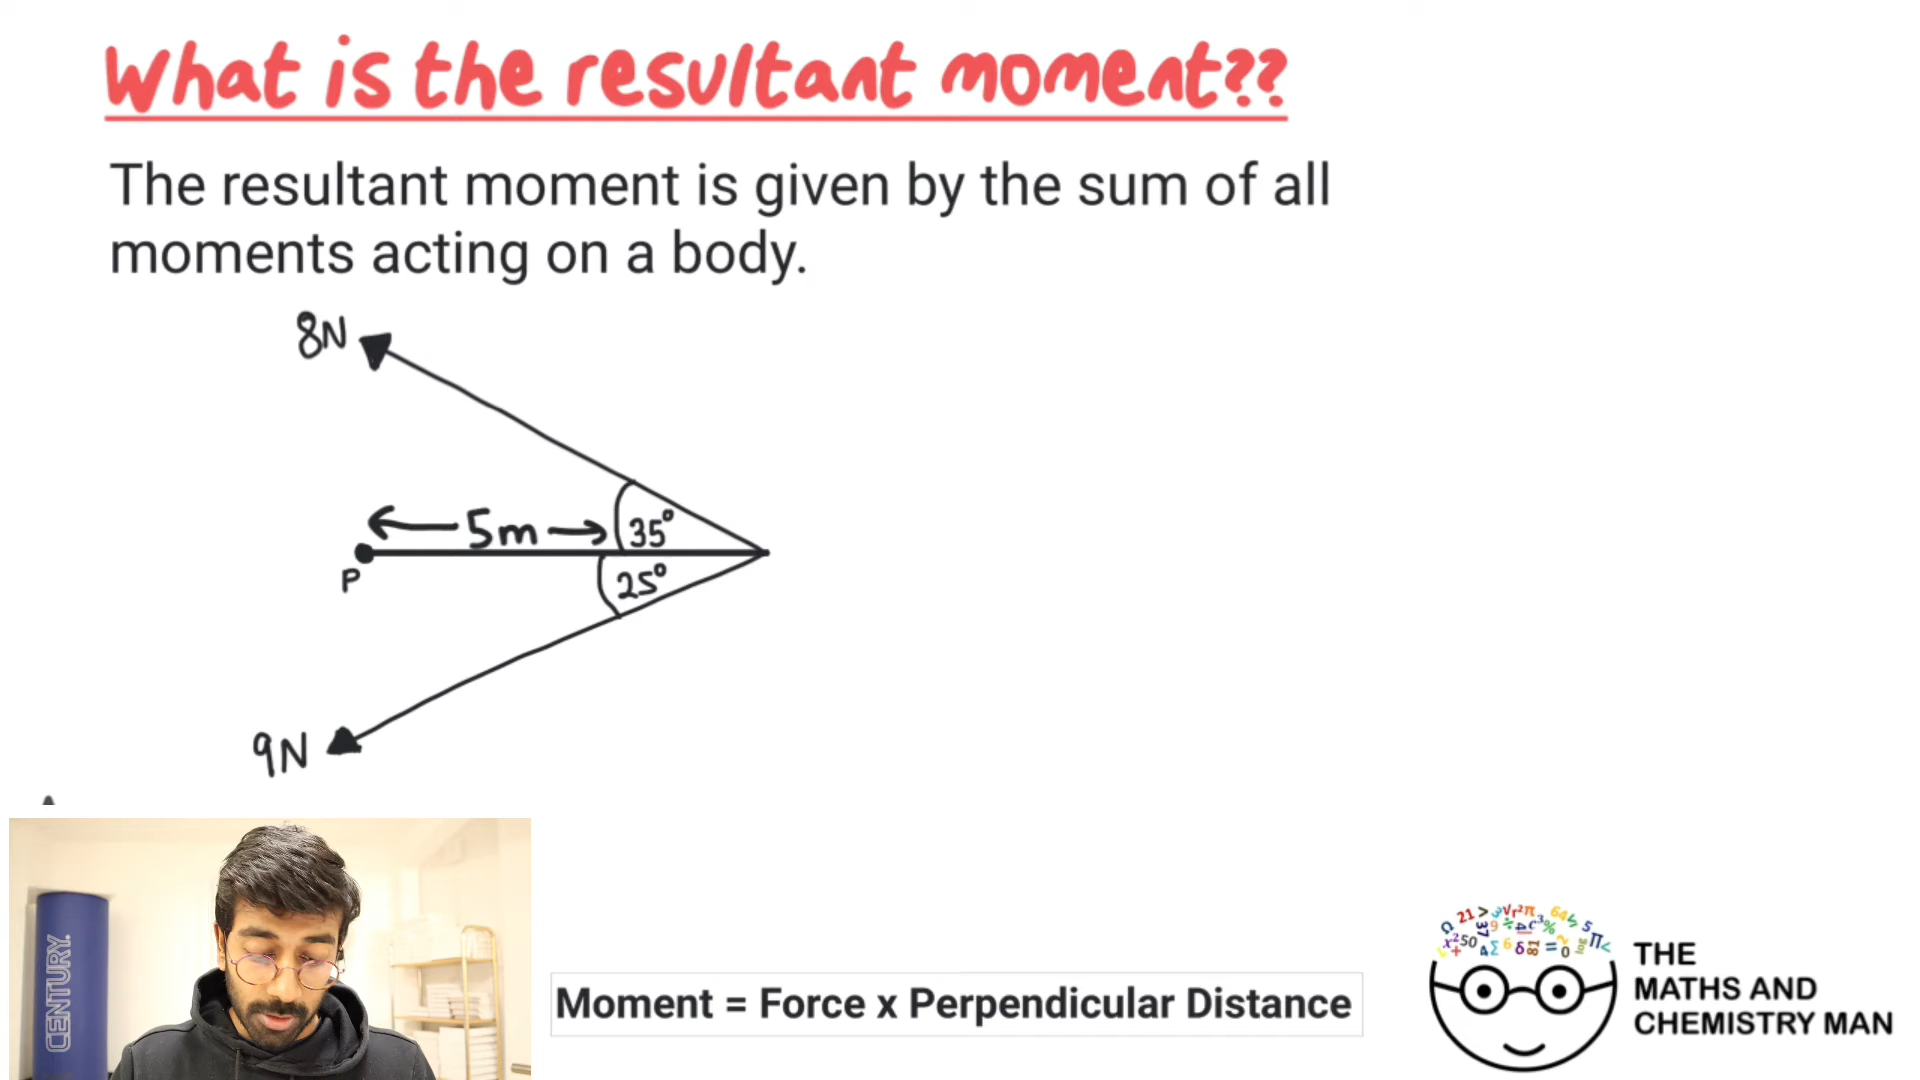 What is the resultant moment??
The resultant moment is given by the sum of all
moments acting on a body.
8N
5m
35°
P
25°
9N
CENTURY.
Moment = Force x Perpendicular Distance
THE
MATHS AND
CHEMISTRY MAN